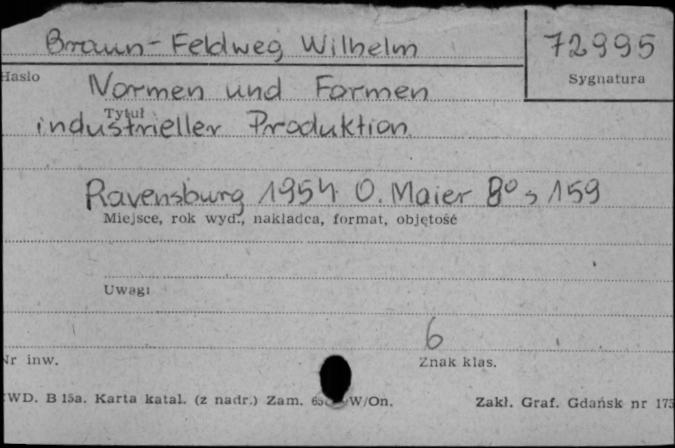 Braun-Feldweg Wilhelm 72995
Hasło Sygnatura
Normen und Formen
Tytuł
industrieller Produktion
Ravensburg 1954 O. Maier 8° s 159
Miejsce, rok wyd., nakładca, format, objętość
Uwagi
6
Nr inw. Znak klas.
WD. B 15a. Karta katal. (z nadr.) Zam. W/On. Zakł. Graf. Gdańsk nr 175